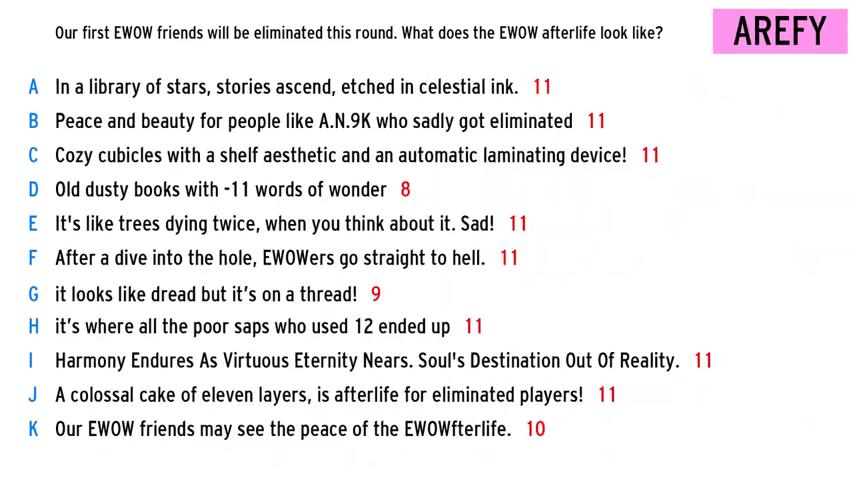 Our first EWOW friends will be eliminated this round. What does the EWOW afterlife look like?
AREFY
A In a library of stars, stories ascend, etched in celestial ink. 11
B Peace and beauty for people like A.N.9K who sadly got eliminated 11
C Cozy cubicles with a shelf aesthetic and an automatic laminating device! 11
D Old dusty books with -11 words of wonder 8
E It's like trees dying twice, when you think about it. Sad! 11
F After a dive into the hole, EWOWers go straight to hell. 11
G it looks like dread but it’s on a thread! 9
H it’s where all the poor saps who used 12 ended up 11
I Harmony Endures As Virtuous Eternity Nears. Soul's Destination Out Of Reality. 11
J A colossal cake of eleven layers, is afterlife for eliminated players! 11
K Our EWOW friends may see the peace of the EWOWfterlife. 10